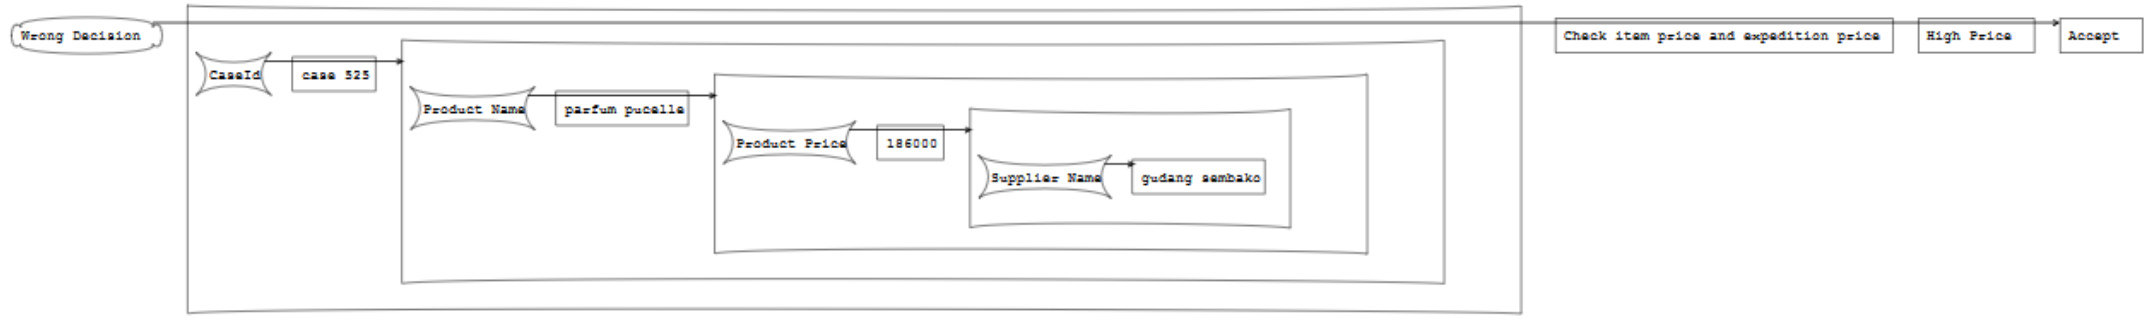 Wrong Decision
CaseId
case 525
Product Name
parfum pucelle
Product Price
186000
Supplier Name
gudang sembako
Check item price and expedition price
High Price
Accept